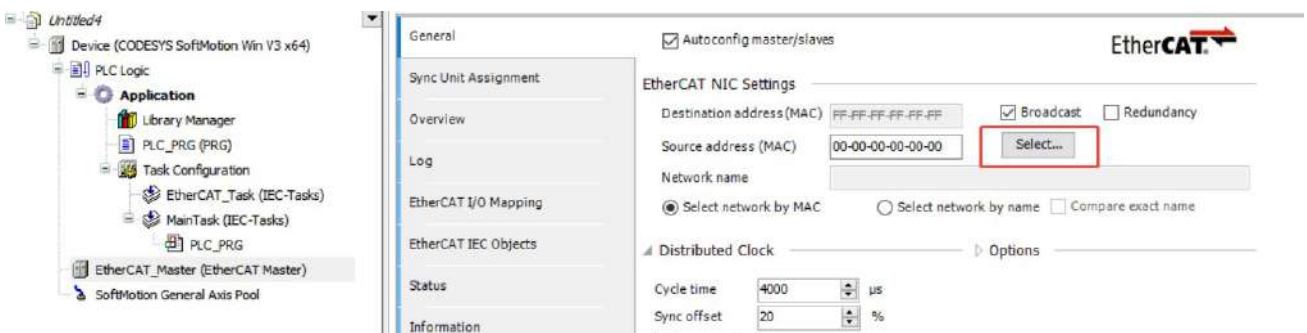 Untitled4
Device (CODESYS SoftMotion Win V3 x64)
PLC Logic
Application
Library Manager
PLC_PRG (PRG)
Task Configuration
EtherCAT_Task (IEC-Tasks)
MainTask (IEC-Tasks)
PLC_PRG
EtherCAT_Master (EtherCAT Master)
SoftMotion General Axis Pool
General
Sync Unit Assignment
Overview
Log
EtherCAT I/O Mapping
EtherCAT IEC Objects
Status
Information
Autoconfig master/slaves
EtherCAT
EtherCAT NIC Settings
Destination address (MAC) FF-FF-FF-FF-FF-FF Broadcast Redundancy
Source address (MAC) 00-00-00-00-00-00 Select...
Network name
Select network by MAC Select network by name Compare exact name
Distributed Clock Options
Cycle time 4000 µs
Sync offset 20 %